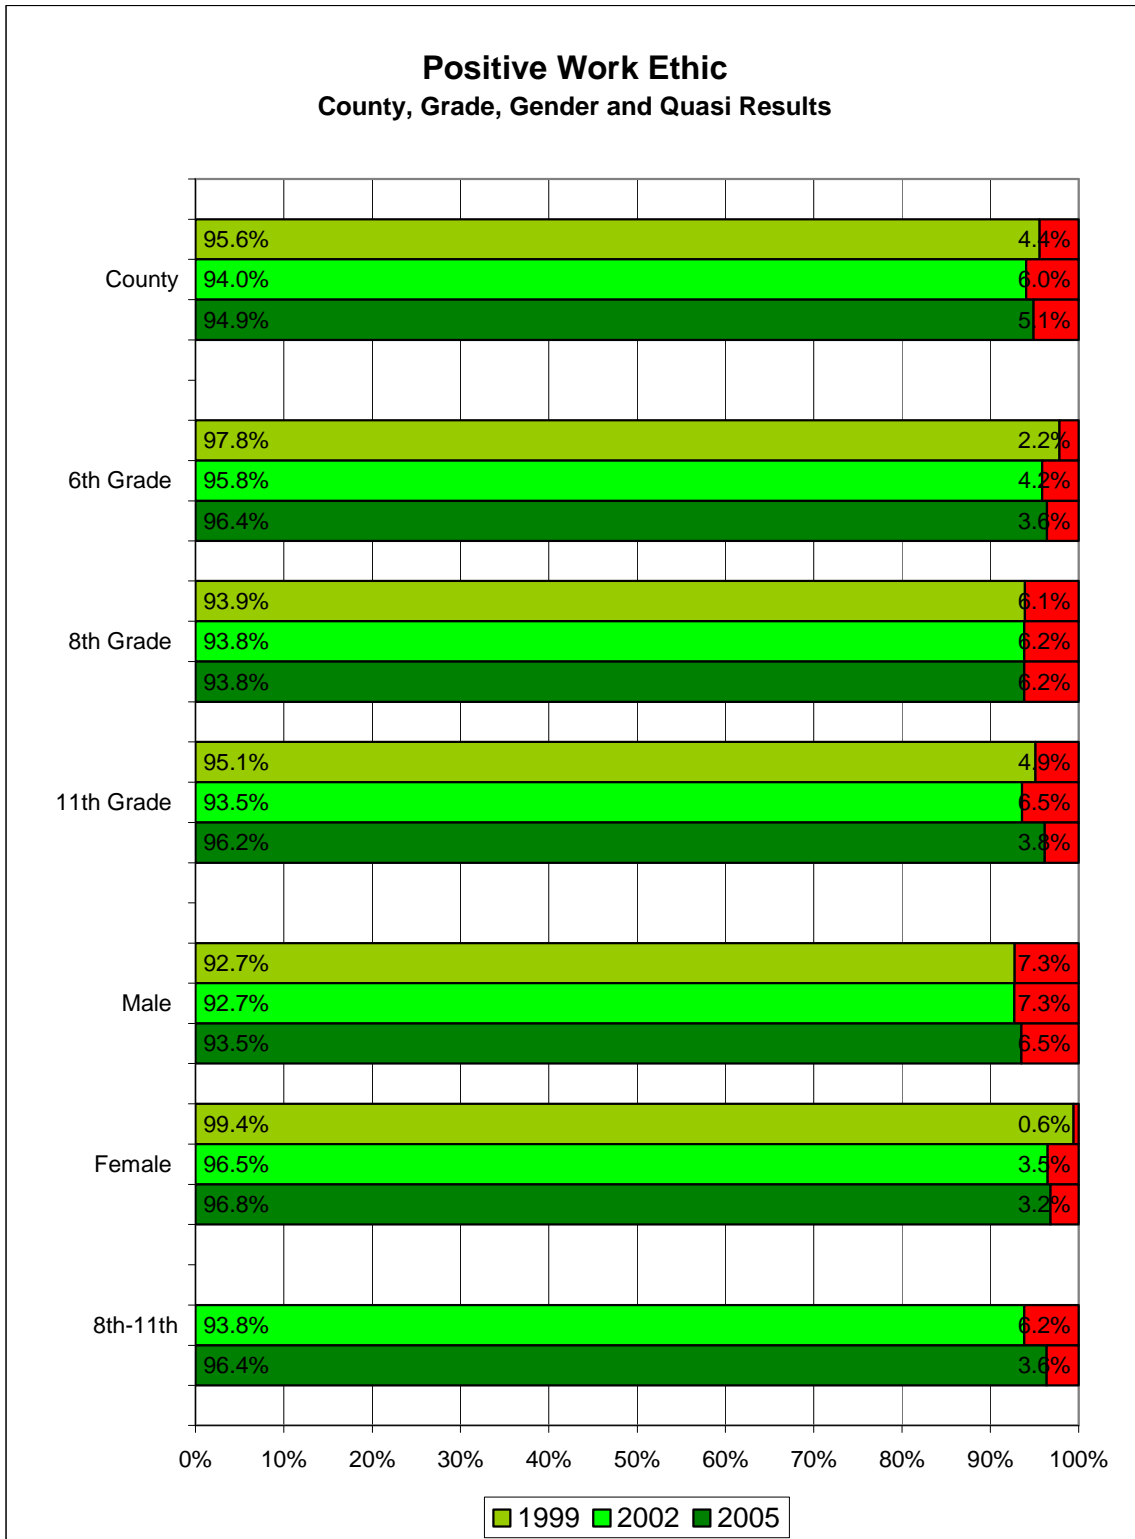 Positive Work Ethic
County, Grade, Gender and Quasi Results
95.6% 4.4%
County 94.0% 6.0%
94.9% 5.1%
97.8% 2.2%
6th Grade 95.8% 4.2%
96.4% 3.6%
93.9% 6.1%
8th Grade 93.8% 6.2%
93.8% 6.2%
95.1% 4.9%
11th Grade 93.5% 6.5%
96.2% 3.8%
92.7% 7.3%
Male 92.7% 7.3%
93.5% 6.5%
99.4% 0.6%
Female 96.5% 3.5%
96.8% 3.2%
8th-11th 93.8% 6.2%
96.4% 3.6%
0% 10% 20% 30% 40% 50% 60% 70% 80% 90% 100%
1999 2002 2005